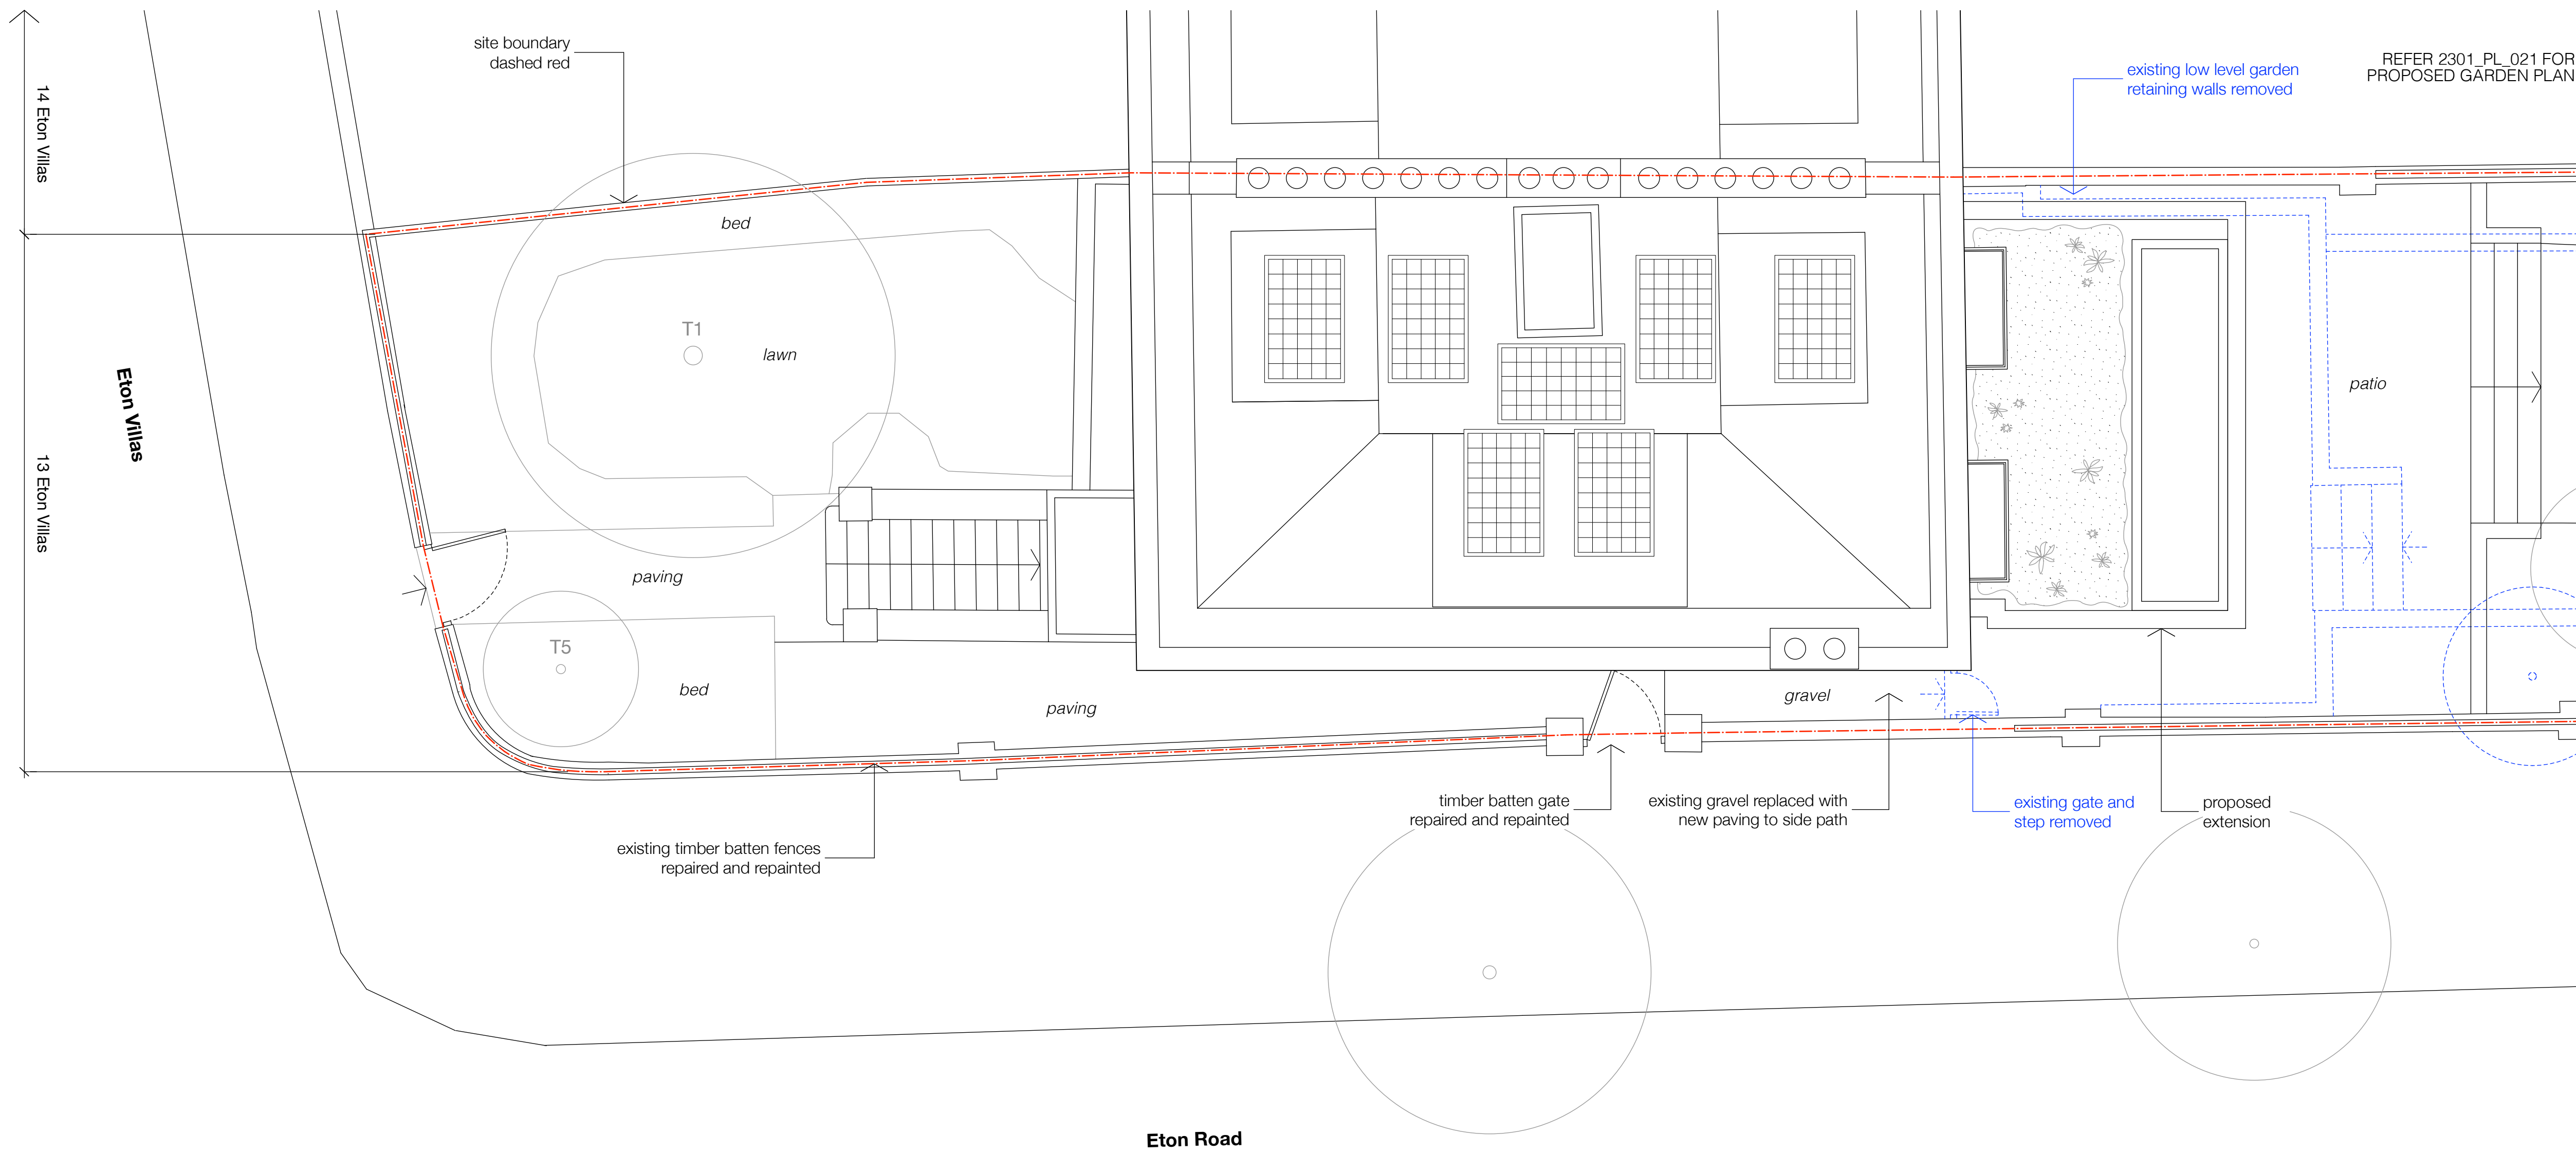 site boundary
dashed red
existing low level garden
retaining walls removed
REFER 2301_PL_021 FOR
PROPOSED GARDEN PLAN
14 Eton Villas
13 Eton Villas
Eton Villas
bed
T1
lawn
patio
paving
T5
bed
paving
gravel
timber batten gate
repaired and repainted
existing gravel replaced with
new paving to side path
existing gate and
step removed
proposed
extension
existing timber batten fences
repaired and repainted
Eton Road